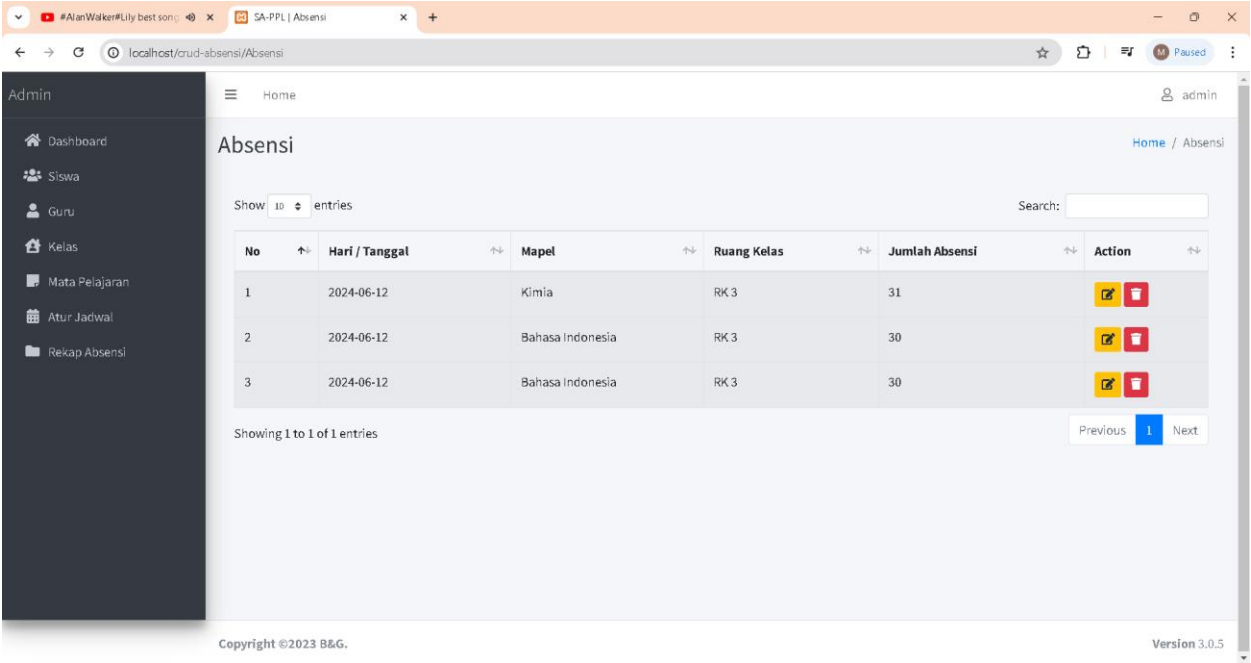 #AlanWalker#Lily best song
SA-PPL | Absensi
localhost/crud-absensi/Absensi
M Paused
Admin
Home
admin
Dashboard
Siswa
Guru
Kelas
Mata Pelajaran
Atur Jadwal
Rekap Absensi
Absensi
Home / Absensi
Show 10 entries
Search:
No Hari / Tanggal Mapel Ruang Kelas Jumlah Absensi Action
1 2024-06-12 Kimia RK 3 31
2 2024-06-12 Bahasa Indonesia RK 3 30
3 2024-06-12 Bahasa Indonesia RK 3 30
Showing 1 to 1 of 1 entries
Previous 1 Next
Copyright ©2023 B&G.
Version 3.0.5